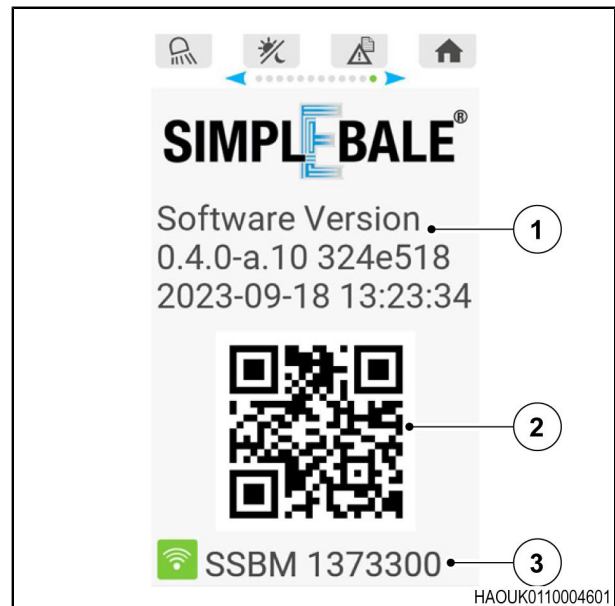 SIMPLEBALE®
Software Version
1
0.4.0-a.10 324e518
2023-09-18 13:23:34
2
SSBM 1373300
3
HAOUK0110004601